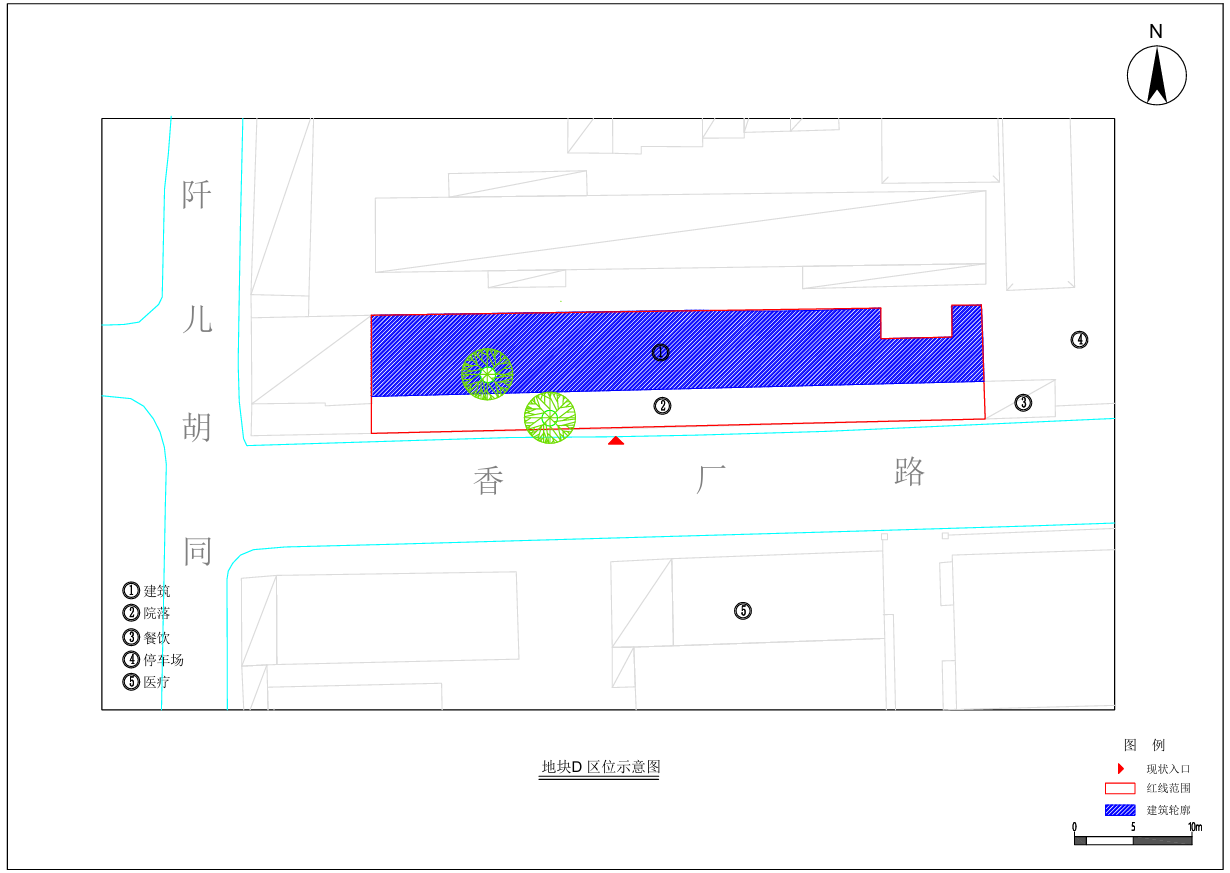 N
阡
儿
胡
同
①
②
③
④
香厂路
⑤
①建筑
②院落
③餐饮
④停车场
⑤医疗
地块D 区位示意图
图 例
现状入口
红线范围
建筑轮廓
0 5 10m